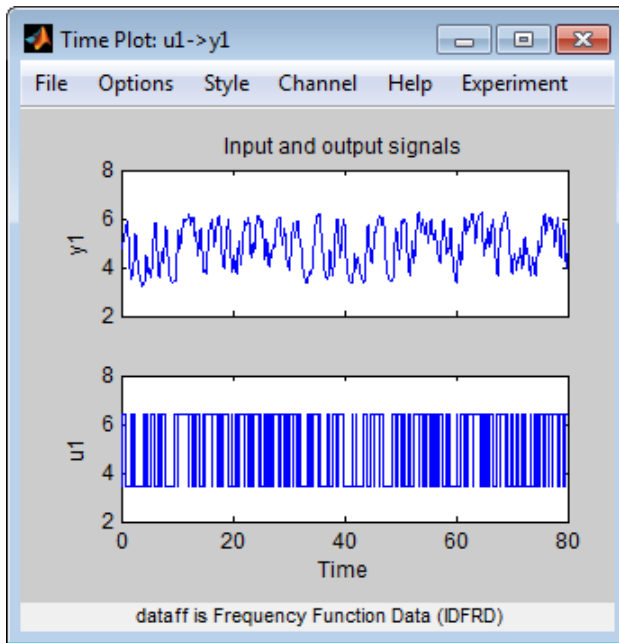 Time Plot: u1->y1
File Options Style Channel Help Experiment
Input and output signals
8
6
4
2
y1
8
6
4
2
u1
0 20 40 60 80
Time
dataff is Frequency Function Data (IDFRD)